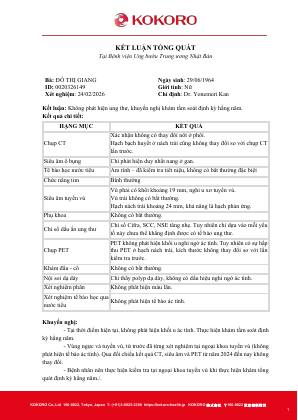 KOKORO
KẾT LUẬN TỔNG QUÁT
Tại Bệnh viện Ung bướu Trung ương Nhật Bản
Bà: ĐỖ THỊ GIANG
Ngày sinh: 29/06/1964
ID: 0020326149
Giới tính: Nữ
Xét nghiệm: 24/02/2026
Chỉ định: Dr. Yonemori Kan
Kết luận: Không phát hiện ung thư, khuyến nghị khám tầm soát định kỳ hằng năm.
Kết quả chi tiết:
HẠNG MỤC
KẾT QUẢ
Chụp CT
Xác nhận không có thay đổi nốt ở phổi.
Hạch bạch huyết ở nách trái cũng không thay đổi so với chụp CT
lần trước.
Siêu âm ổ bụng
Chỉ phát hiện duy nhất nang ở gan.
Tế bào học nước tiểu
Âm tính – đã kiểm tra tiết niệu, không có bất thường đặc biệt
Chức năng tim
Bình thường
Siêu âm tuyến vú
Vú phải có khối khoảng 19 mm, nghi u xơ tuyến vú.
Vú trái không có bất thường.
Hạch nách trái khoảng 24 mm, khả năng là hạch phản ứng.
Phụ khoa
Không có bất thường.
Chỉ số dấu ấn ung thư
Chỉ số Cifra, SCC, NSE tăng nhẹ. Tuy nhiên chỉ dựa vào mỗi yếu
tố này chưa thể khẳng định được có tế bào ung thư.
Chụp PET
PET không phát hiện khối u nghi ngờ ác tính. Tuy nhiên có sự hấp
thu PET ở hạch nách trái, kích thước không thay đổi so với lần
kiểm tra trước.
Khám đầu - cổ
Không có bất thường.
Nội soi dạ dày
Chỉ thấy polyp dạ dày, không có dấu hiệu nghi ngờ ác tính.
Xét nghiệm phân
Không phát hiện máu lẫn.
Xét nghiệm tế bào học qua
nước tiểu
Không phát hiện tế bào ác tính.
Khuyến nghị:
- Tại thời điểm hiện tại, không phát hiện khối u ác tính. Thực hiện khám tầm soát định
kỳ hằng năm.
- Vùng ngực và tuyến vú, từ trước đã từng xét nghiệm tại ngoại khoa tuyến vú (không
phát hiện tế bào ác tính). Qua đối chiếu kết quả CT, siêu âm và PET từ năm 2024 đến nay không
thay đổi.
- Bệnh nhân nên thực hiện kiểm tra tại ngoại khoa tuyến vú khi thực hiện khám tổng
quát định kỳ hằng năm./.
1